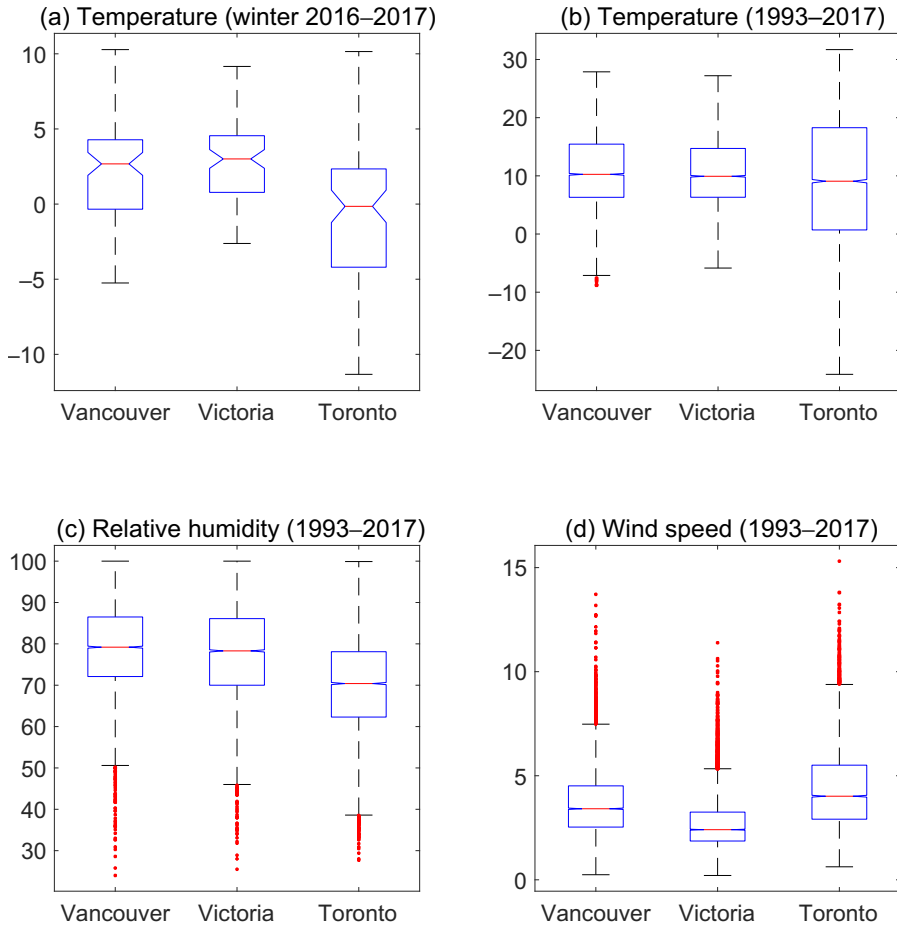 (a) Temperature (winter 2016–2017)
10
5
0
–5
–10
Vancouver Victoria Toronto
(b) Temperature (1993–2017)
30
20
10
0
–10
–20
Vancouver Victoria Toronto
(c) Relative humidity (1993–2017)
100
90
80
70
60
50
40
30
Vancouver Victoria Toronto
(d) Wind speed (1993–2017)
15
10
5
0
Vancouver Victoria Toronto